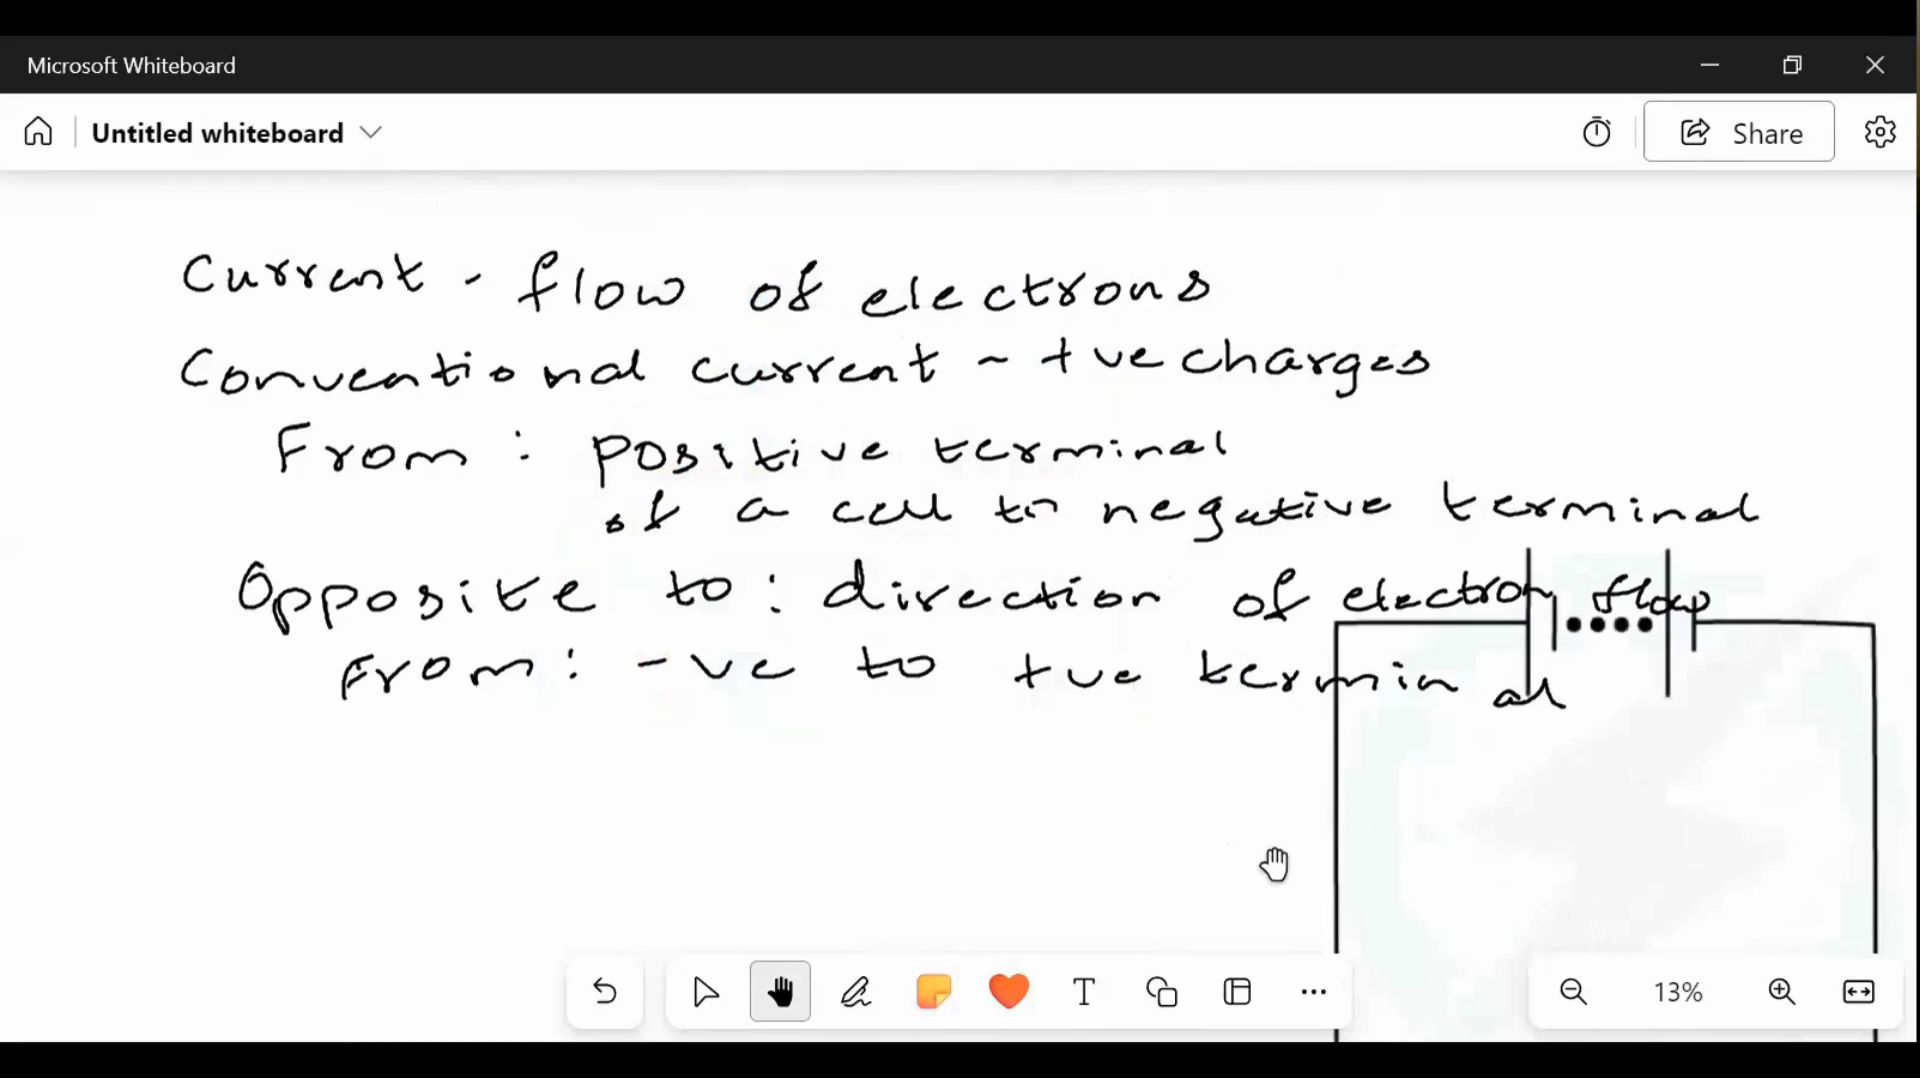 Microsoft Whiteboard
Untitled whiteboard
Share
Current - flow of electrons
Conventional current ~ +ve charges
From : positive terminal
of a cell to negative terminal
Opposite to : direction of electron flow
From : -ve to +ve terminal
13%